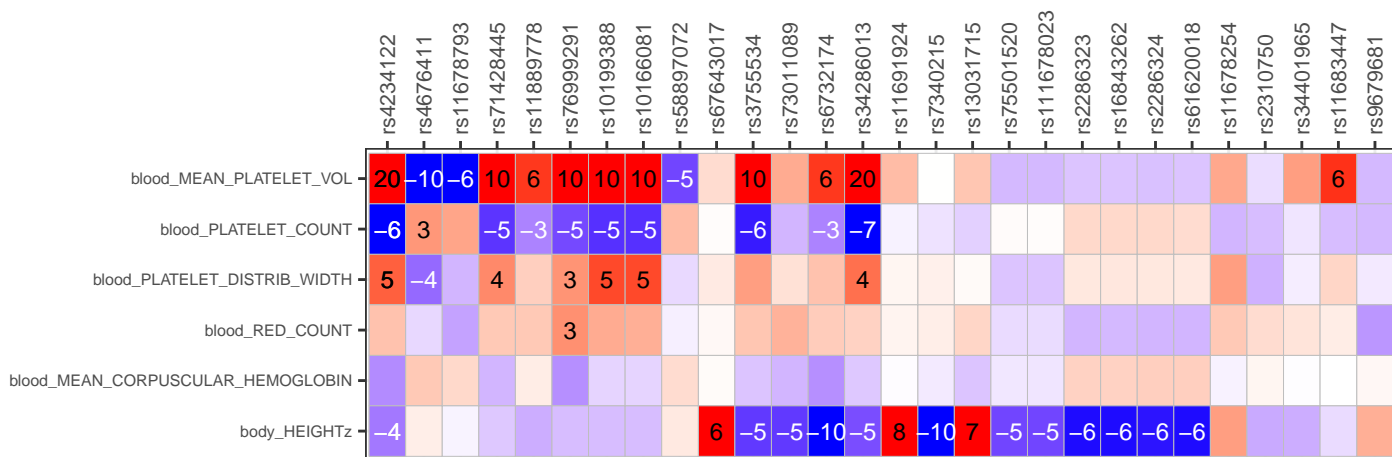 rs4234122
rs4676411
rs11678793
rs71428445
rs11889778
rs76999291
rs10199388
rs10166081
rs58897072
rs67643017
rs3755534
rs73011089
rs6732174
rs34286013
rs11691924
rs7340215
rs13031715
rs75501520
rs111678023
rs2286323
rs16843262
rs2286324
rs61620018
rs11678254
rs2310750
rs34401965
rs11683447
rs9679681
blood_MEAN_PLATELET_VOL 20 −10 −6 10 6 10 10 10 −5 10 6 20 6
blood_PLATELET_COUNT −6 3 −5 −3 −5 −5 −5 −6 −3 −7
blood_PLATELET_DISTRIB_WIDTH 5 −4 4 3 5 5 4
blood_RED_COUNT 3
blood_MEAN_CORPUSCULAR_HEMOGLOBIN
body_HEIGHTz −4 6 −5 −5 −10 −5 8 −10 7 −5 −5 −6 −6 −6 −6